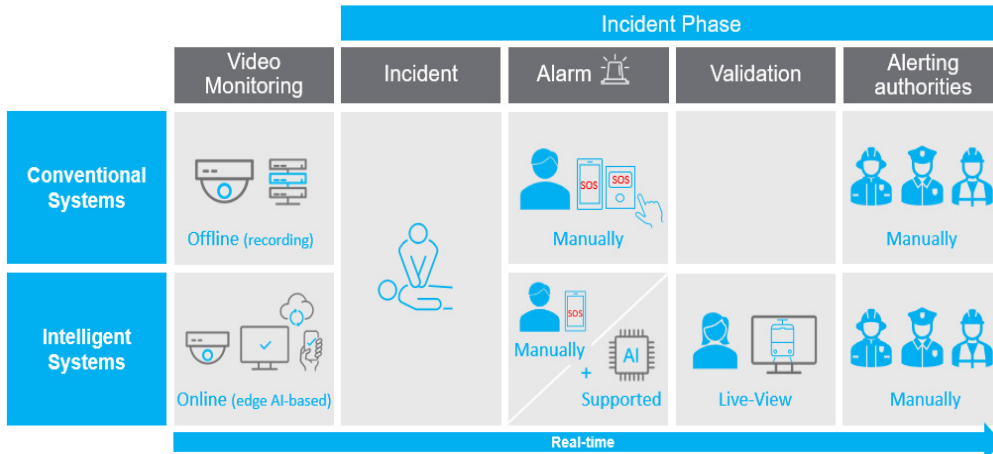 Incident Phase
Video
Monitoring
Incident
Alarm
Validation
Alerting
authorities
Conventional
Systems
Offline (recording)
SOS
SOS
Manually
Manually
Intelligent
Systems
Online (edge AI-based)
SOS
Manually
+
AI
Supported
Live-View
Manually
Real-time